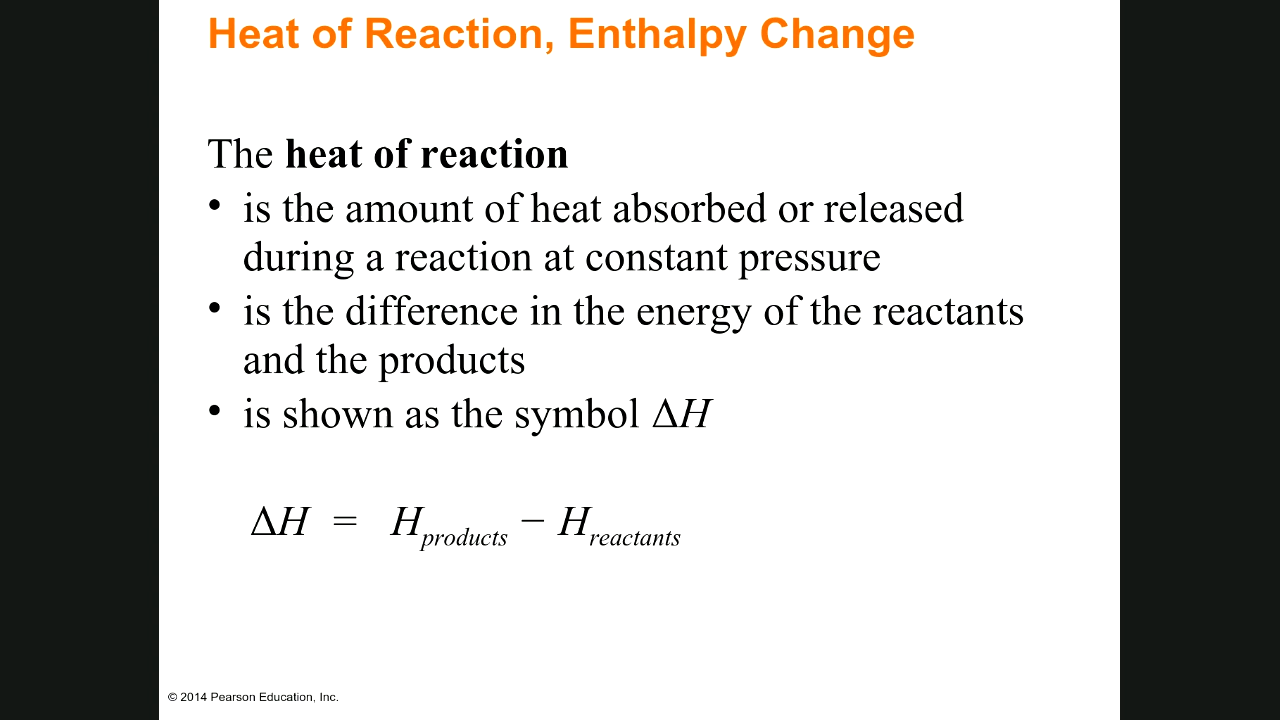 Heat of Reaction, Enthalpy Change
The heat of reaction
• is the amount of heat absorbed or released
during a reaction at constant pressure
• is the difference in the energy of the reactants
and the products
• is shown as the symbol ΔH
ΔH = Hproducts − Hreactants
© 2014 Pearson Education, Inc.